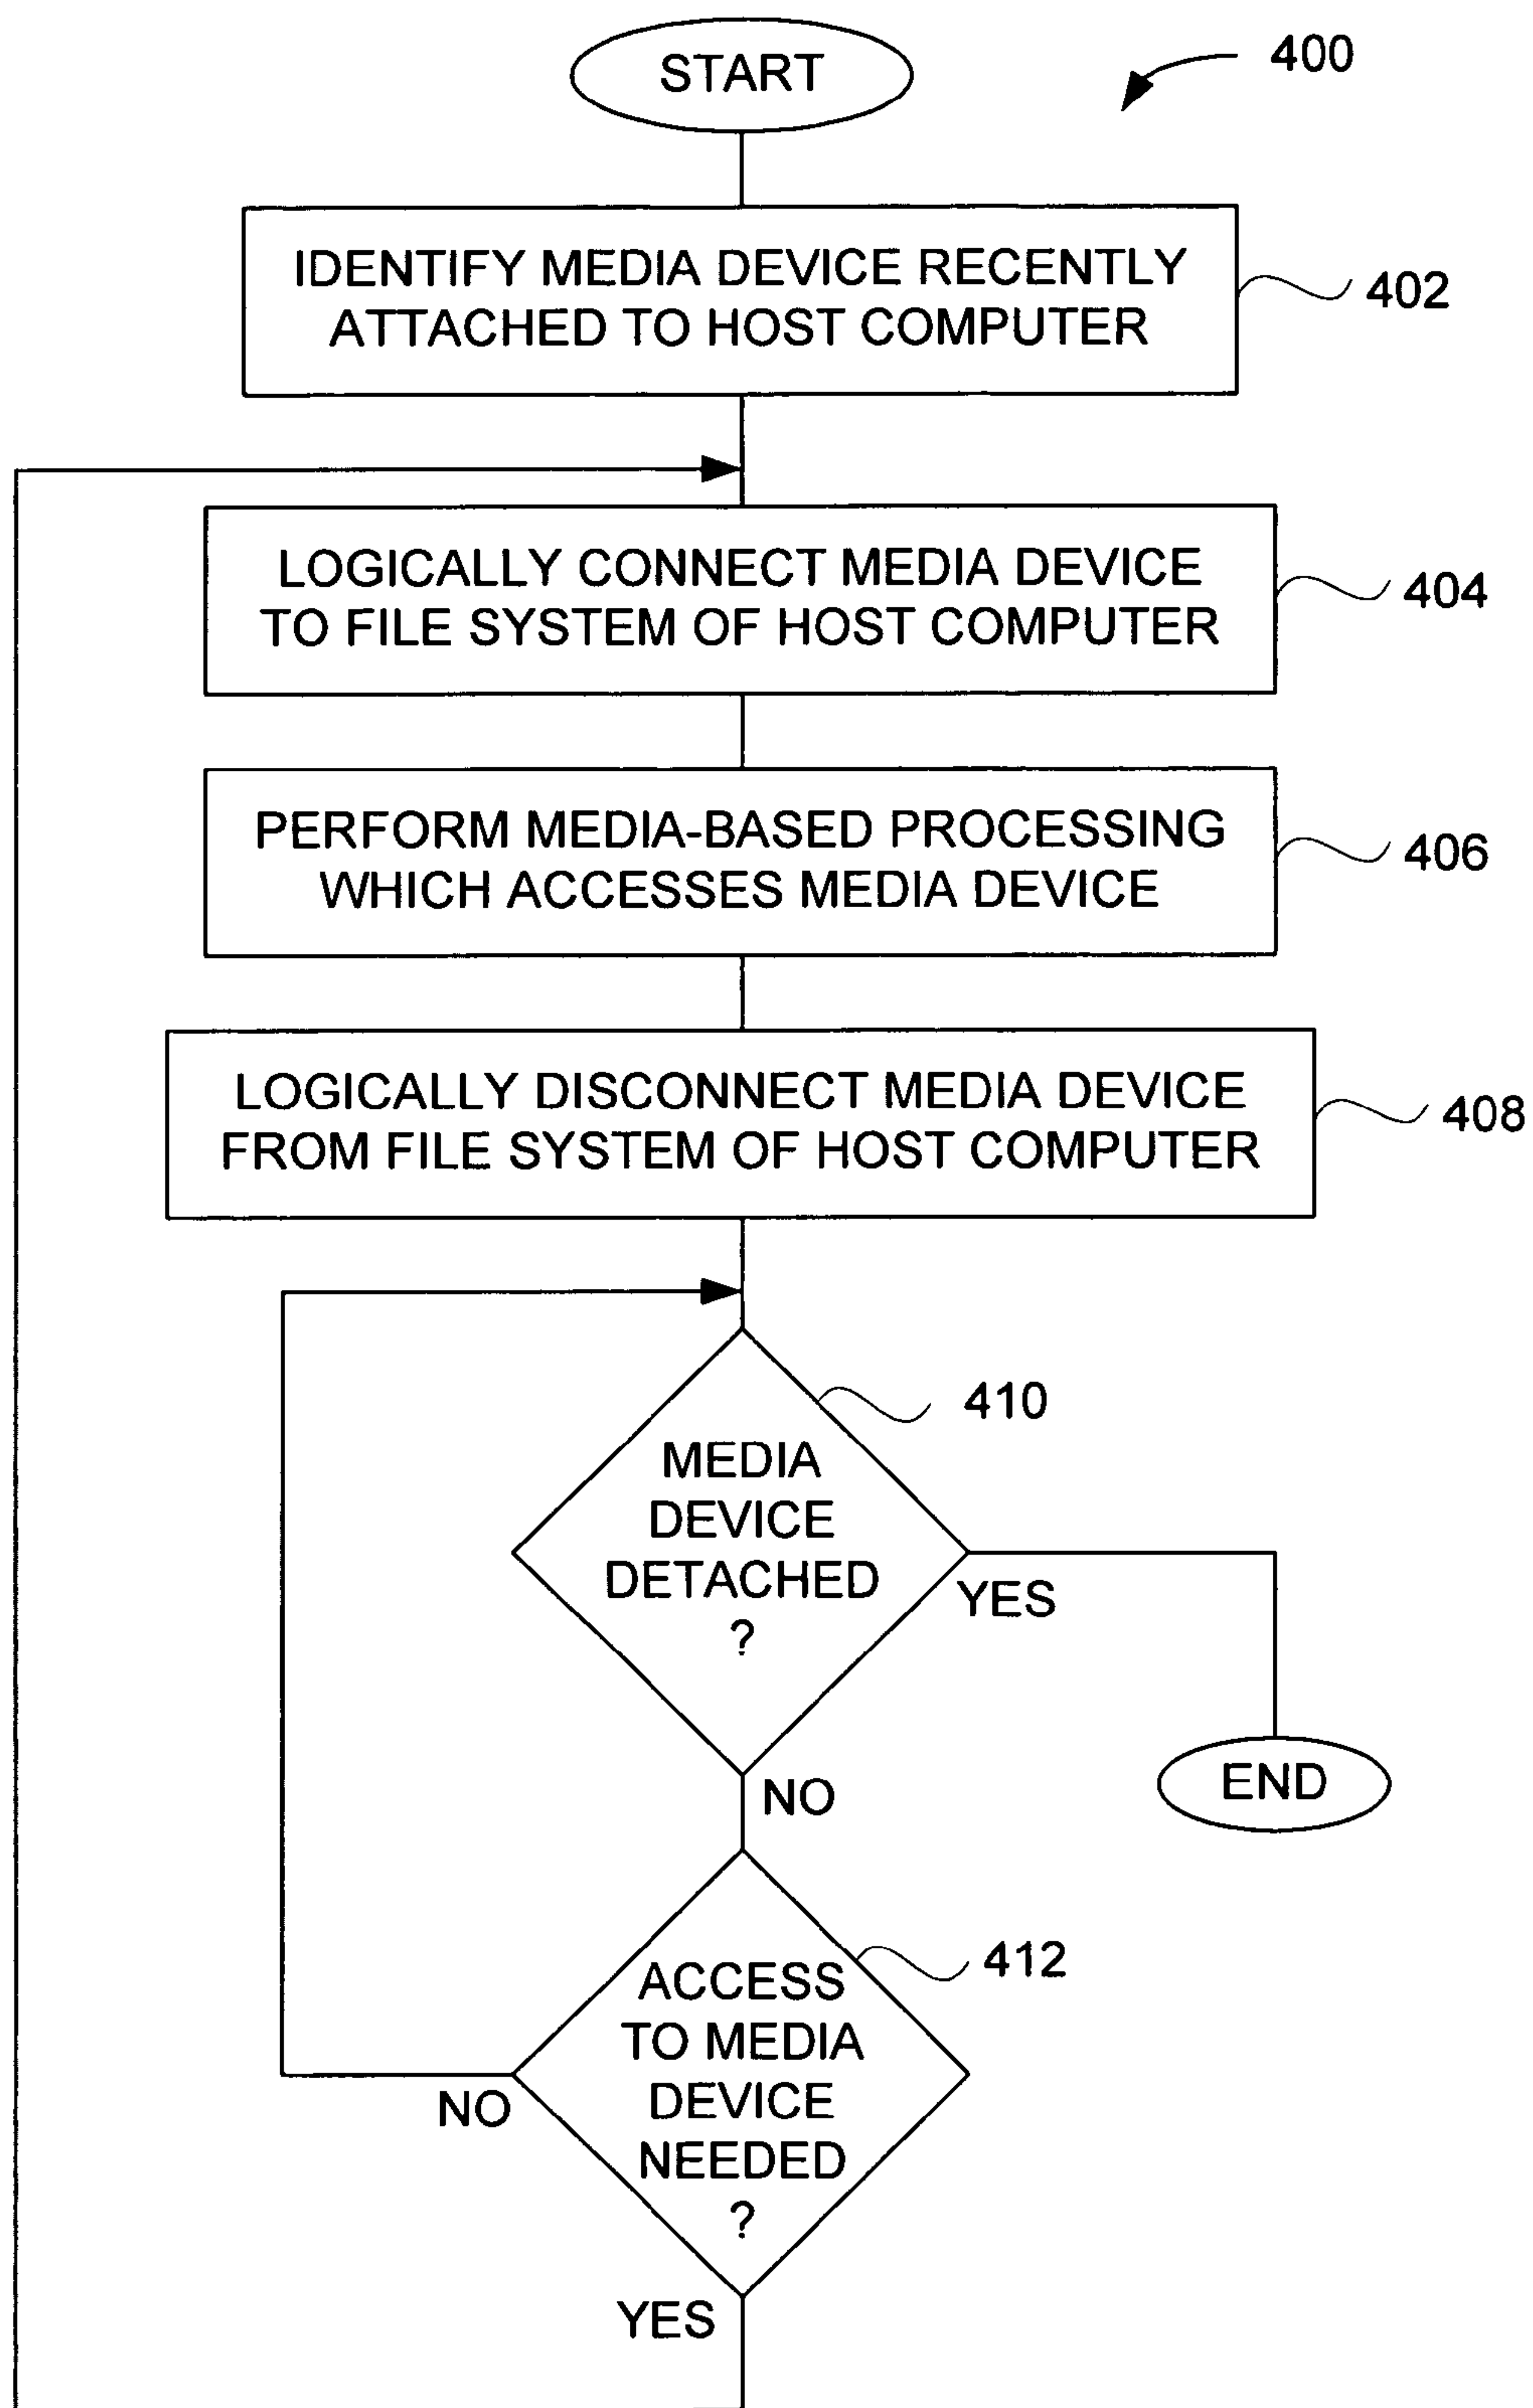 START
400
IDENTIFY MEDIA DEVICE RECENTLY
ATTACHED TO HOST COMPUTER
402
LOGICALLY CONNECT MEDIA DEVICE
TO FILE SYSTEM OF HOST COMPUTER
404
PERFORM MEDIA-BASED PROCESSING
WHICH ACCESSES MEDIA DEVICE
406
LOGICALLY DISCONNECT MEDIA DEVICE
FROM FILE SYSTEM OF HOST COMPUTER
408
410
MEDIA
DEVICE
DETACHED
?
YES
NO
END
412
ACCESS
TO MEDIA
DEVICE
NEEDED
?
NO
YES